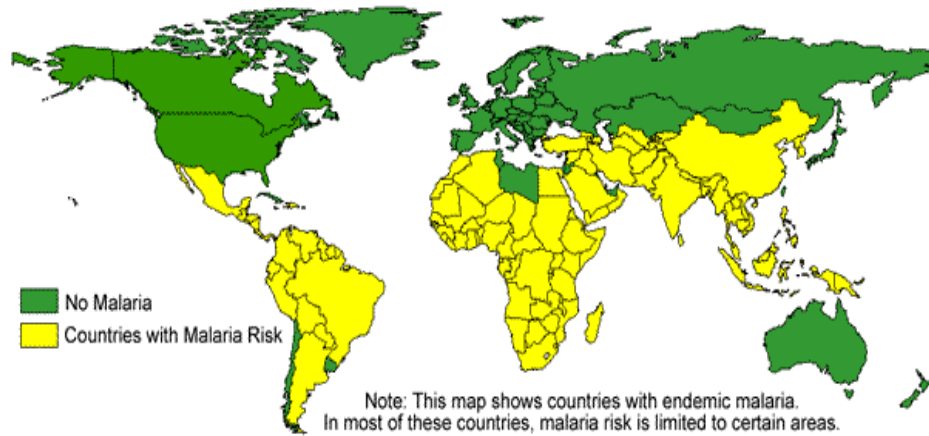 No Malaria
Countries with Malaria Risk
Note: This map shows countries with endemic malaria.
In most of these countries, malaria risk is limited to certain areas.